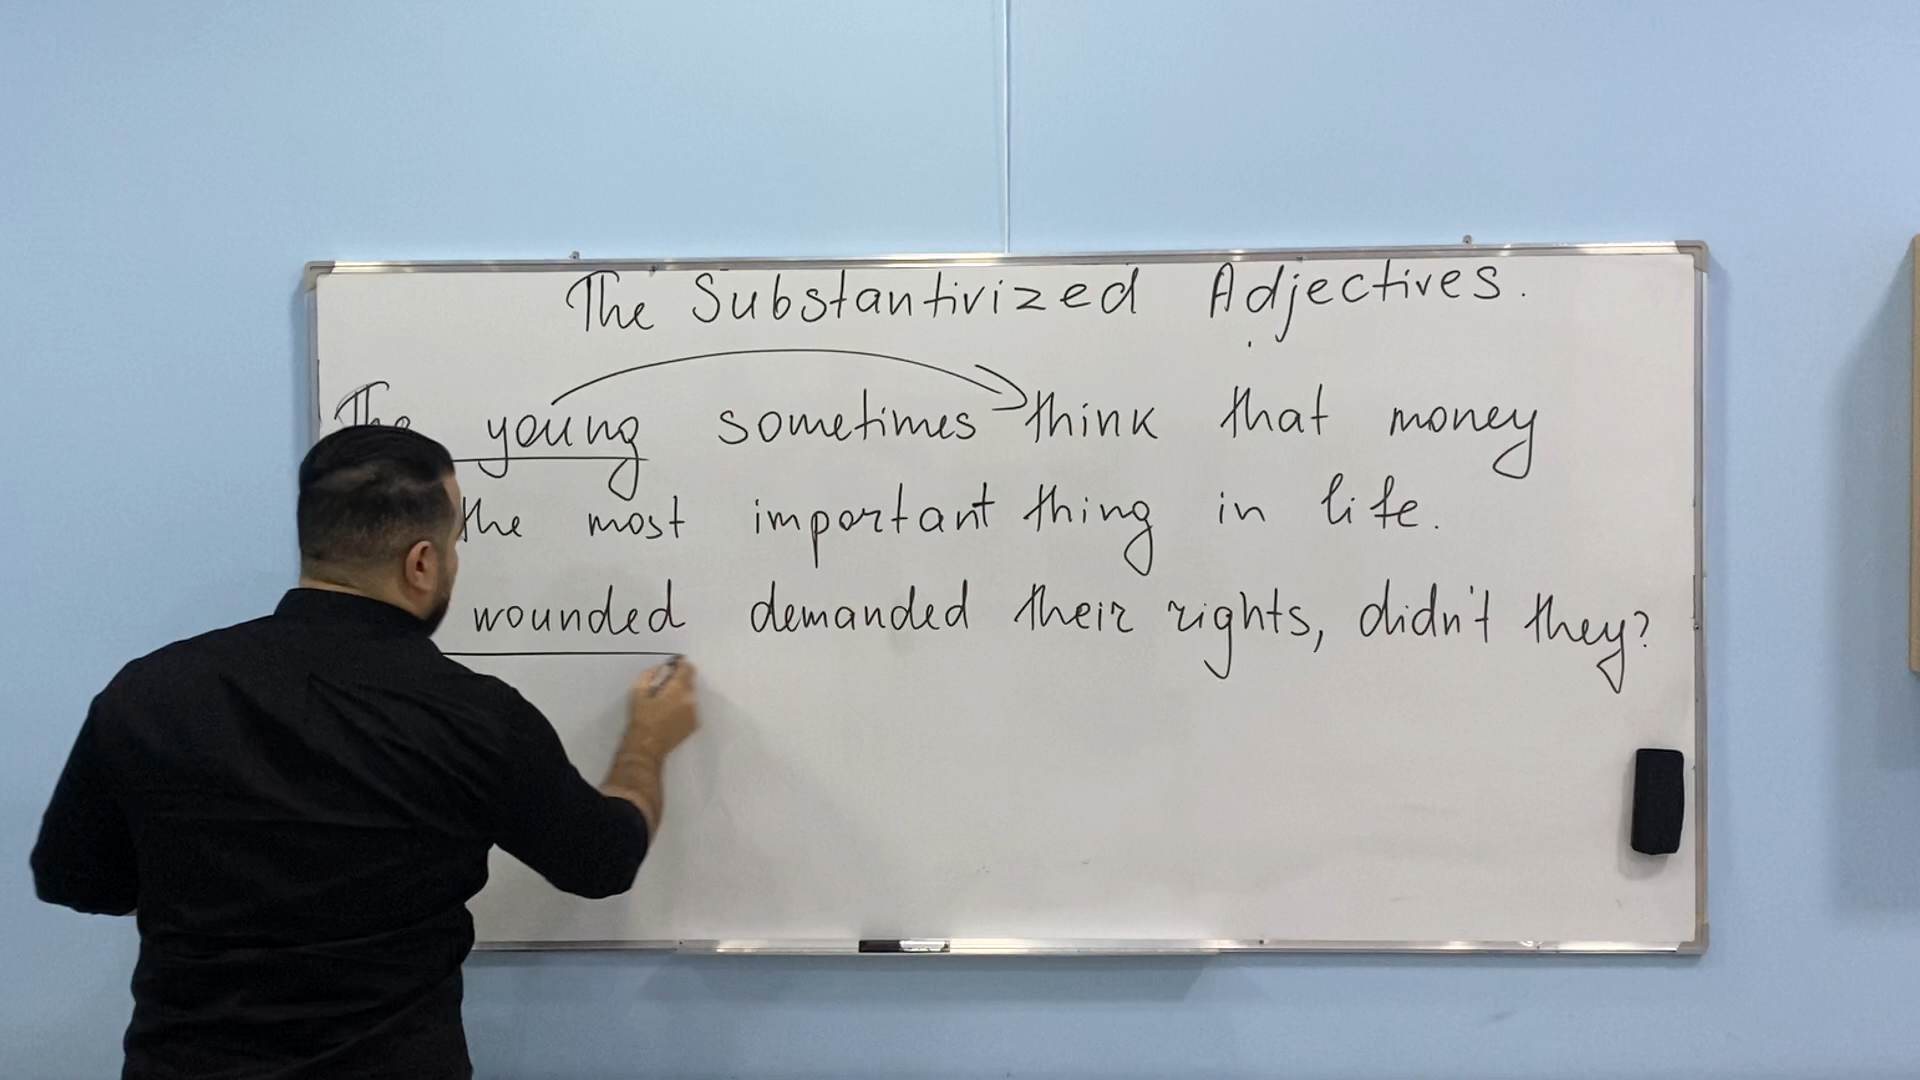 The Substantivized Adjectives.
The young sometimes think that money
the most important thing in life.
wounded demanded their rights, didn't they?